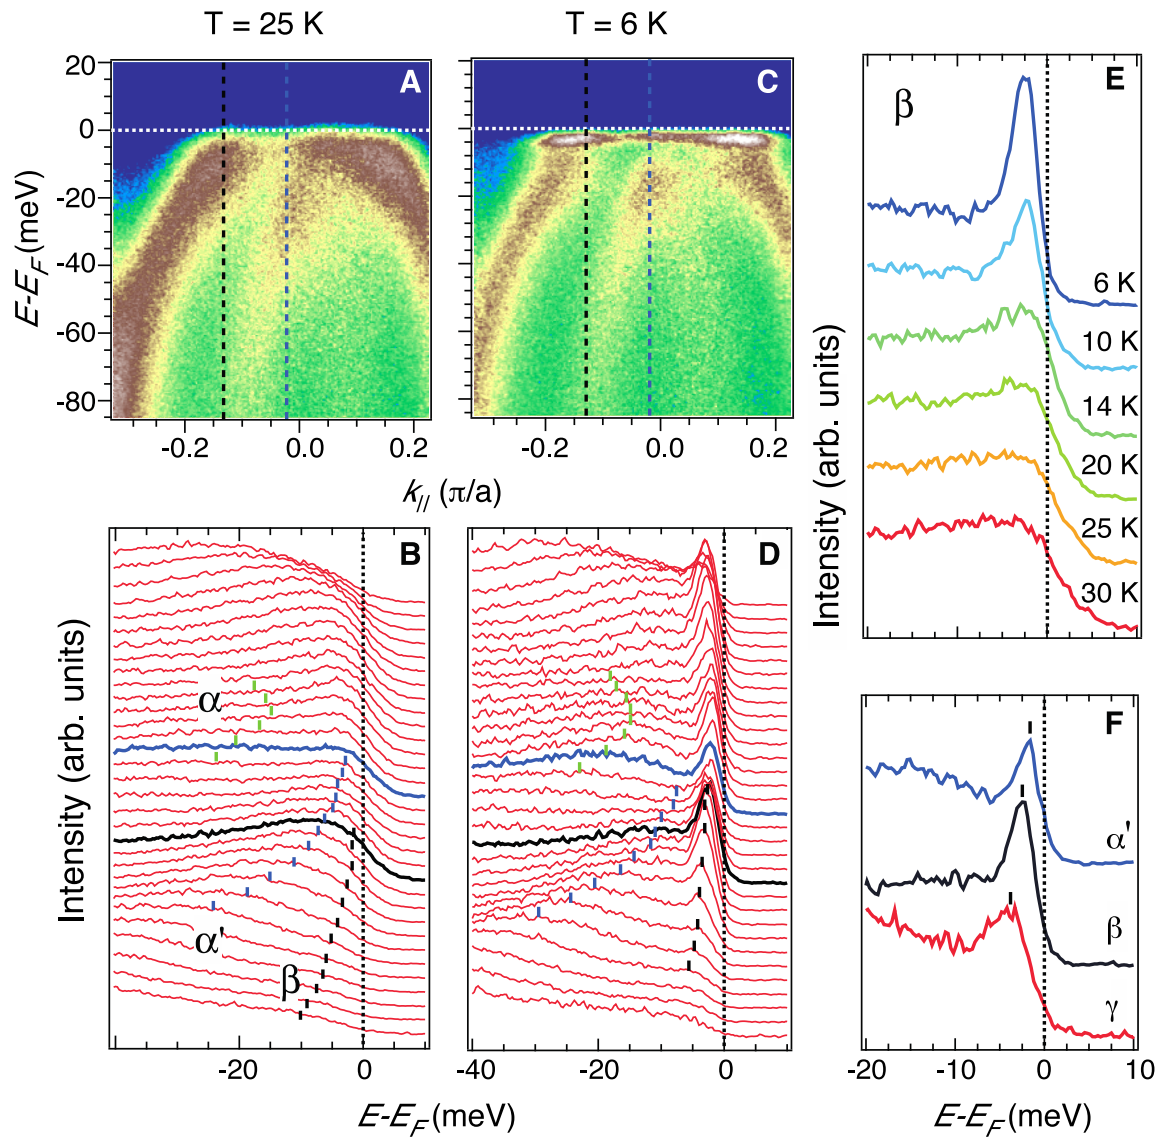 T = 25 K
T = 6 K
A
20
0
-20
-40
-60
-80
E-E_F (meV)
-0.2
0.0
0.2
C
-0.2
0.0
0.2
k_// (π/a)
E
β
6 K
10 K
14 K
20 K
25 K
30 K
Intensity (arb. units)
B
α
α'
β
Intensity (arb. units)
-20
0
D
-40
-20
0
E-E_F (meV)
F
α'
β
γ
-20
-10
0
10
E-E_F (meV)